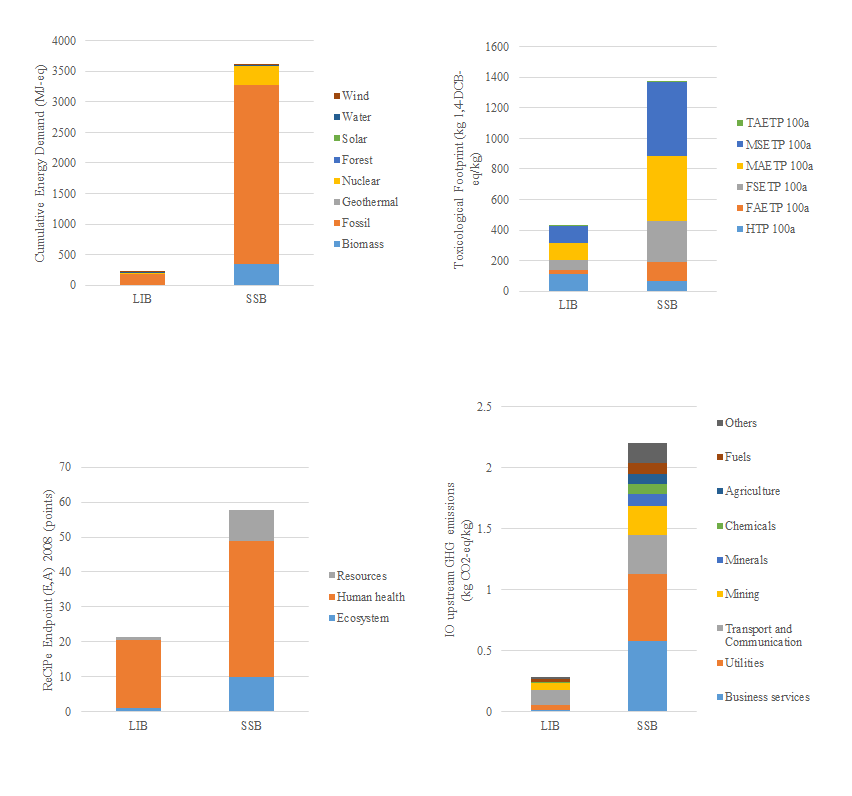 Cumulative Energy Demand (MJ-eq)
4000
3500
3000
2500
2000
1500
1000
500
0
LIB
SSB
Wind
Water
Solar
Forest
Nuclear
Geothermal
Fossil
Biomass
Toxicological Footprint (kg 1,4-DCB-
eq/kg)
1600
1400
1200
1000
800
600
400
200
0
LIB
SSB
TAETP 100a
MSETP 100a
MAETP 100a
FSETP 100a
FAETP 100a
HTP 100a
ReCiPe Endpoint (E,A) 2008 (points)
70
60
50
40
30
20
10
0
LIB
SSB
Resources
Human health
Ecosystem
IO upstream GHG emissions
(kg CO2-eq/kg)
2.5
2
1.5
1
0.5
0
LIB
SSB
Others
Fuels
Agriculture
Chemicals
Minerals
Mining
Transport and
Communication
Utilities
Business services